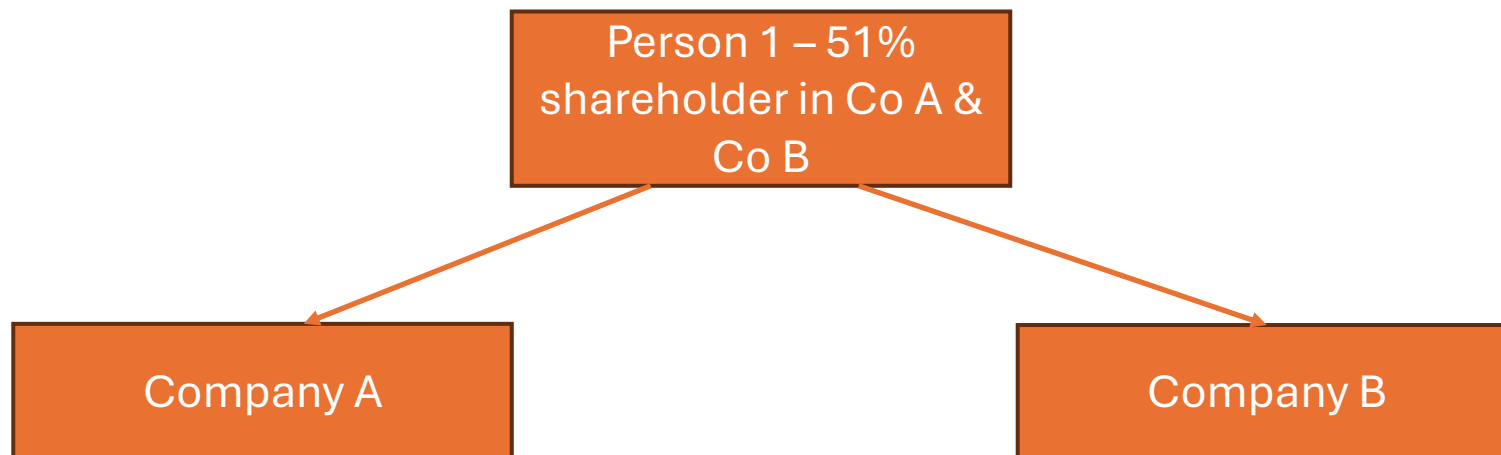 Person 1 – 51%
shareholder in Co A &
Co B
Company A
Company B